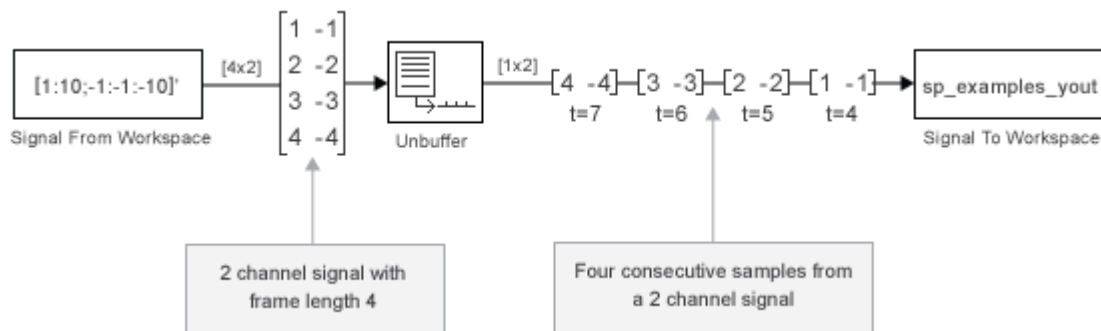 [1:10;-1:-1:-10]'
Signal From Workspace
[4x2]
1 -1
2 -2
3 -3
4 -4
Unbuffer
[1x2]
[4 -4] [3 -3] [2 -2] [1 -1]
t=7 t=6 t=5 t=4
sp_examples_yout
Signal To Workspace
2 channel signal with
frame length 4
Four consecutive samples from
a 2 channel signal